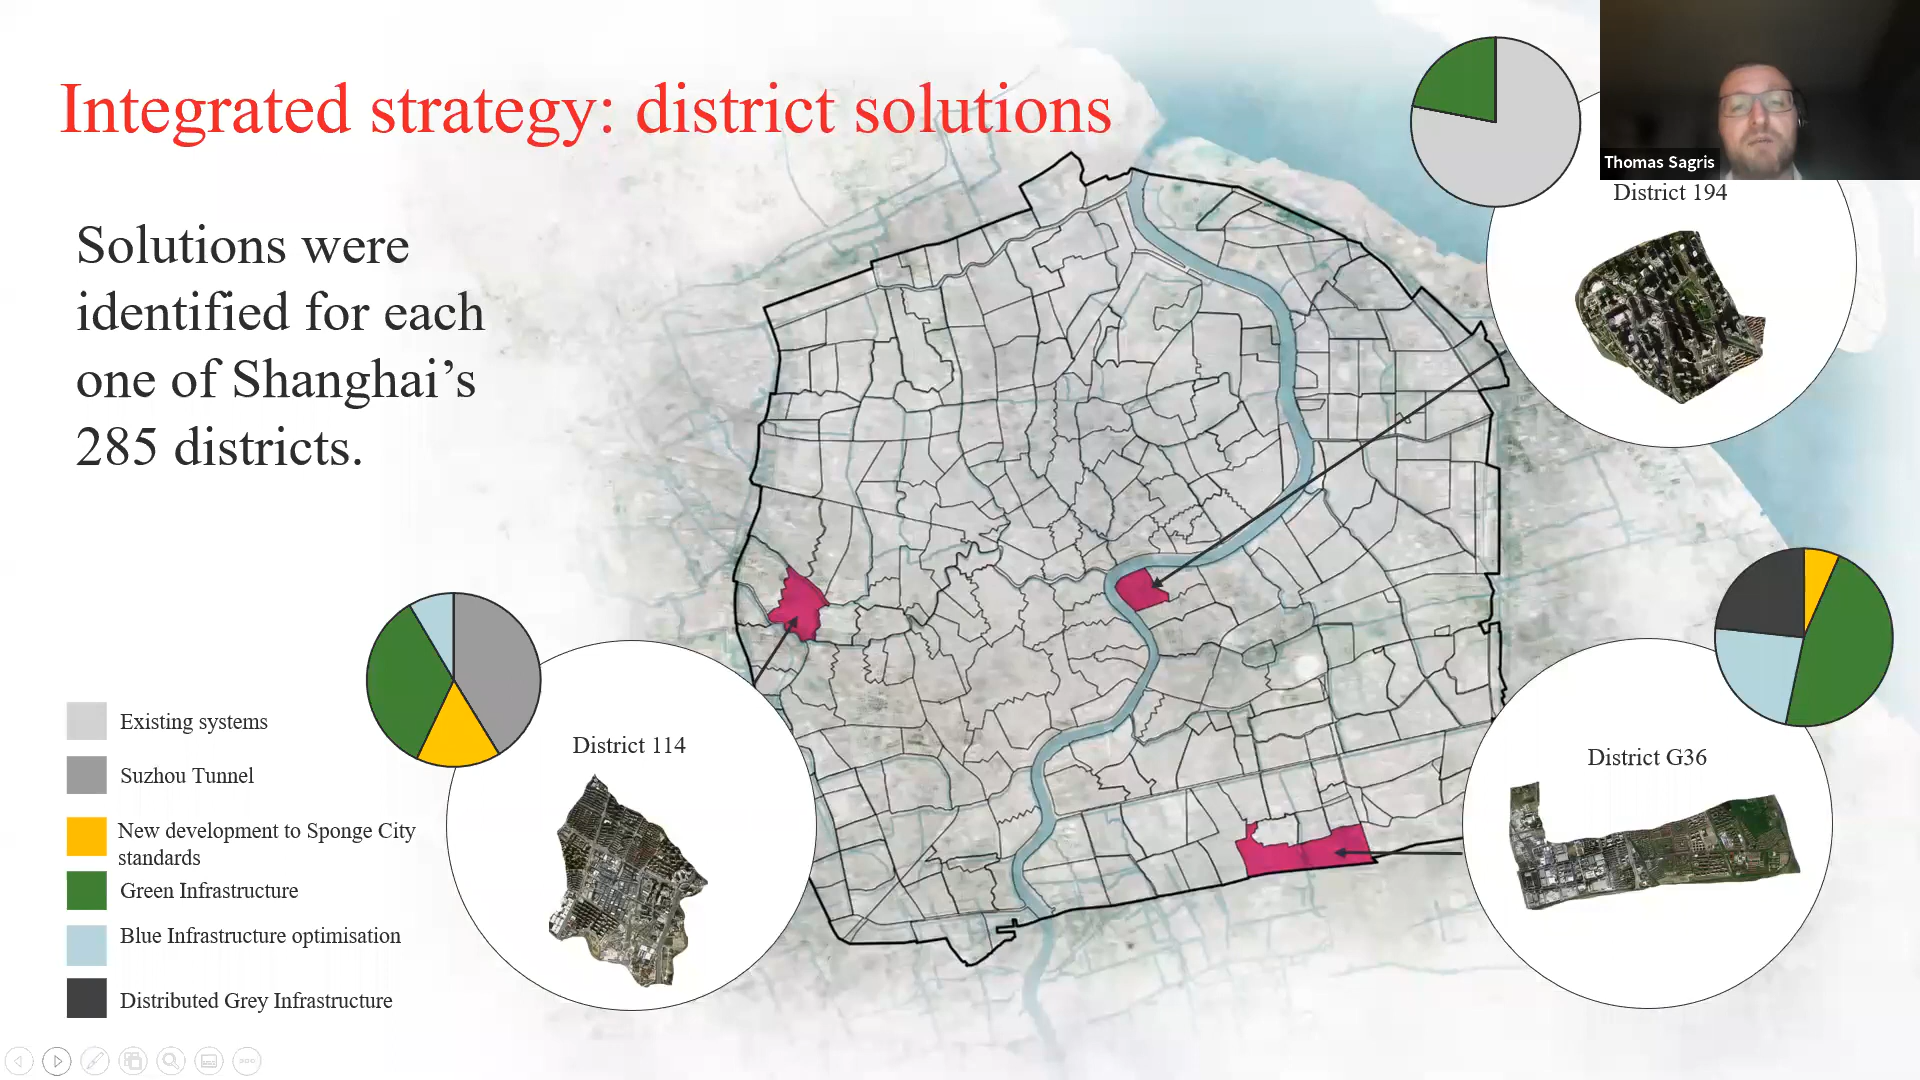 Integrated strategy: district solutions
Thomas Sagris
District 194
Solutions were
identified for each
one of Shanghai’s
285 districts.
District 114
District G36
Existing systems
Suzhou Tunnel
New development to Sponge City
standards
Green Infrastructure
Blue Infrastructure optimisation
Distributed Grey Infrastructure